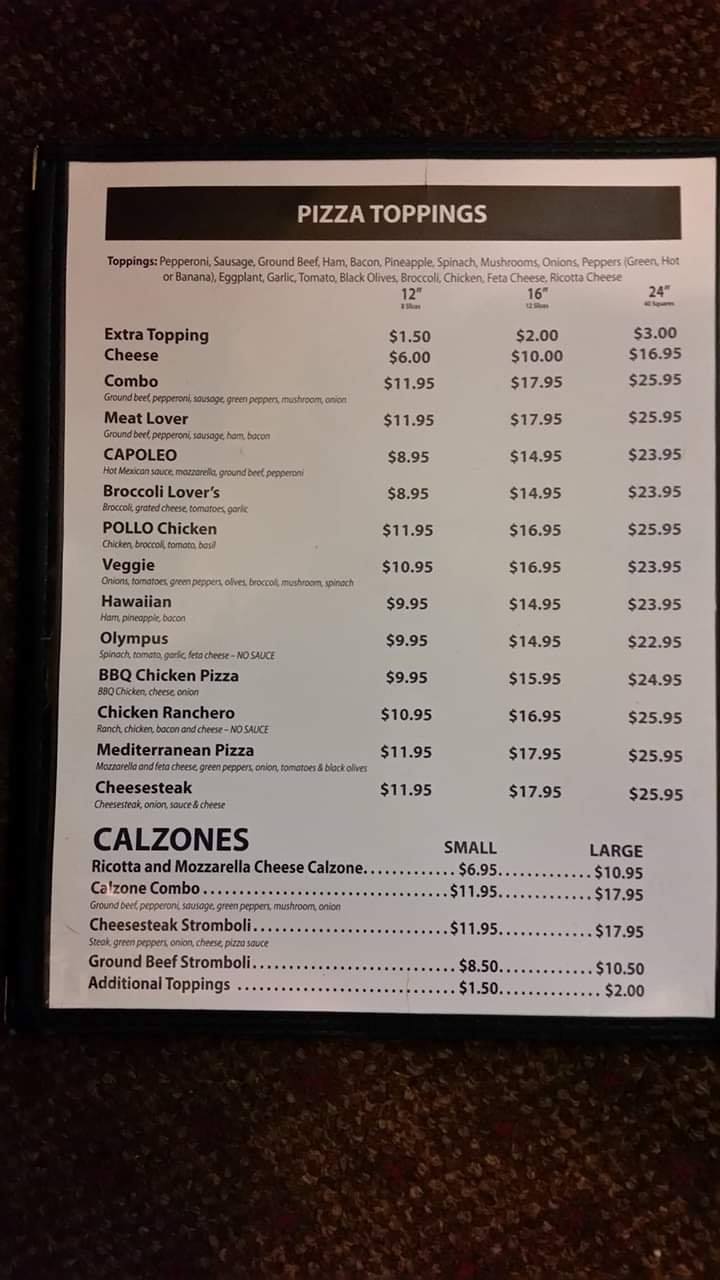 PIZZA TOPPINGS
Toppings: Pepperoni, Sausage, Ground Beef, Ham, Bacon, Pineapple, Spinach, Mushrooms, Onions, Peppers (Green, Hot
or Banana), Eggplant, Garlic, Tomato, Black Olives, Broccoli, Chicken, Feta Cheese, Ricotta Cheese
12" 16" 24"
8 Slices 12 Slices 40 Squares
Extra Topping $1.50 $2.00 $3.00
Cheese $6.00 $10.00 $16.95
Combo $11.95 $17.95 $25.95
Ground beef, pepperoni, sausage, green peppers, mushroom, onion
Meat Lover $11.95 $17.95 $25.95
Ground beef, pepperoni, sausage, ham, bacon
CAPOLEO $8.95 $14.95 $23.95
Hot Mexican sauce, mozzarella, ground beef, pepperoni
Broccoli Lover's $8.95 $14.95 $23.95
Broccoli, grated cheese, tomatoes, garlic
POLLO Chicken $11.95 $16.95 $25.95
Chicken, broccoli, tomato, basil
Veggie $10.95 $16.95 $23.95
Onions, tomatoes, green peppers, olives, broccoli, mushroom, spinach
Hawaiian $9.95 $14.95 $23.95
Ham, pineapple, bacon
Olympus $9.95 $14.95 $22.95
Spinach, tomato, garlic, feta cheese – NO SAUCE
BBQ Chicken Pizza $9.95 $15.95 $24.95
BBQ Chicken, cheese, onion
Chicken Ranchero $10.95 $16.95 $25.95
Ranch, chicken, bacon and cheese – NO SAUCE
Mediterranean Pizza $11.95 $17.95 $25.95
Mozzarella and feta cheese, green peppers, onion, tomatoes & black olives
Cheesesteak $11.95 $17.95 $25.95
Cheesesteak, onion, sauce & cheese
CALZONES SMALL LARGE
Ricotta and Mozzarella Cheese Calzone............ $6.95............. $10.95
Calzone Combo.................................$11.95............. $17.95
Ground beef, pepperoni, sausage, green peppers, mushroom, onion
Cheesesteak Stromboli..........................$11.95............. $17.95
Steak, green peppers, onion, cheese, pizza sauce
Ground Beef Stromboli........................... $8.50............. $10.50
Additional Toppings ............................. $1.50.............. $2.00